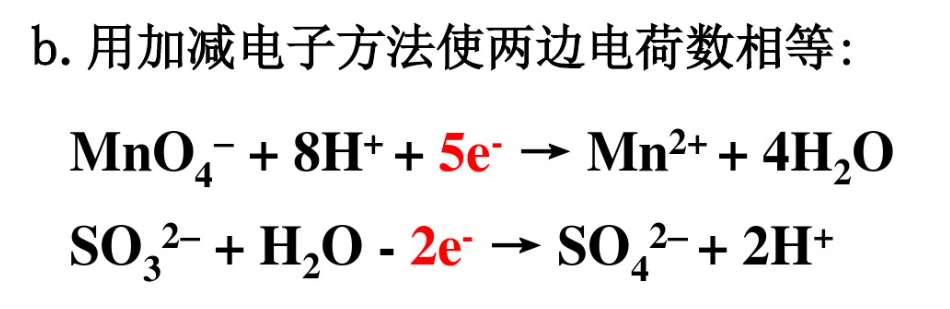 b. 用加减电子方法使两边电荷数相等:
MnO₄⁻ + 8H⁺ + 5e⁻ → Mn²⁺ + 4H₂O
SO₃²⁻ + H₂O - 2e⁻ → SO₄²⁻ + 2H⁺